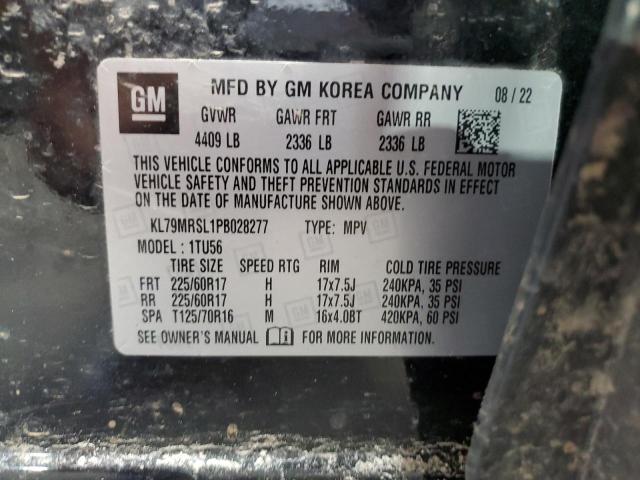 GM MFD BY GM KOREA COMPANY 08 / 22
GVWR GAWR FRT GAWR RR
4409 LB 2336 LB 2336 LB
THIS VEHICLE CONFORMS TO ALL APPLICABLE U.S. FEDERAL MOTOR
VEHICLE SAFETY AND THEFT PREVENTION STANDARDS IN EFFECT
ON THE DATE OF MANUFACTURE SHOWN ABOVE.
KL79MRSL1PB028277 TYPE: MPV
MODEL : 1TU56
TIRE SIZE SPEED RTG RIM COLD TIRE PRESSURE
FRT 225/60R17 H 17x7.5J 240KPA, 35 PSI
RR 225/60R17 H 17x7.5J 240KPA, 35 PSI
SPA T125/70R16 M 16x4.0BT 420KPA, 60 PSI
SEE OWNER'S MANUAL FOR MORE INFORMATION.